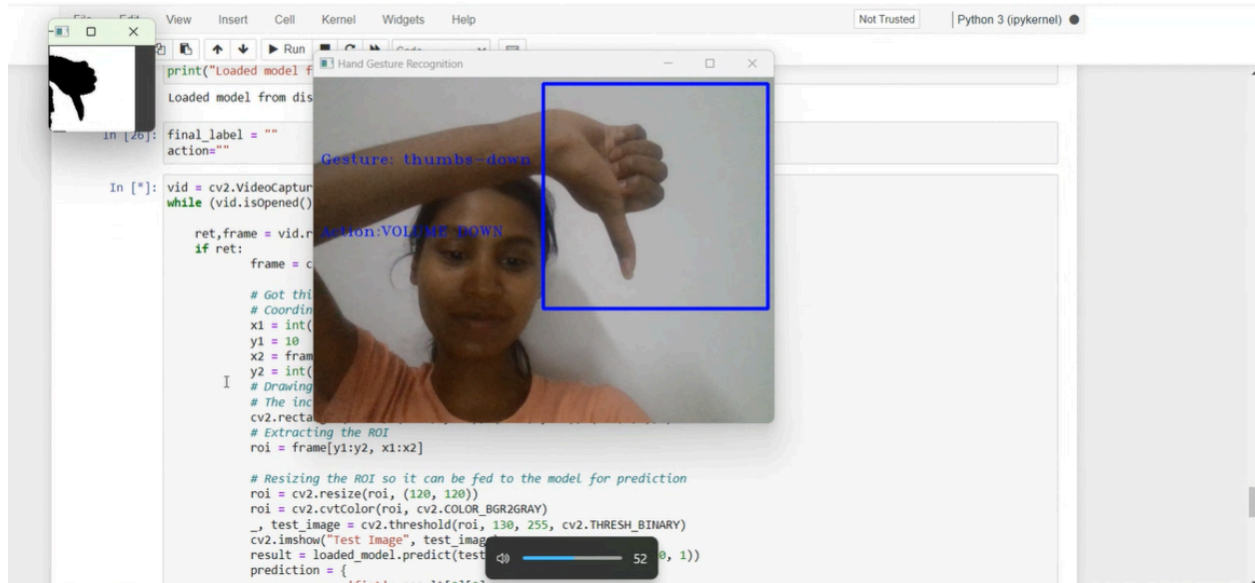 View Insert Cell Kernel Widgets Help
Not Trusted
Python 3 (ipykernel)
Run
Hand Gesture Recognition
print("Loaded model f
Loaded model from dis
In [26]:
final_label = ""
action=""
Gesture: thumbs-down
In [*]:
vid = cv2.VideoCaptur
while (vid.isOpened()
ret,frame = vid.r
Action:VOLUME DOWN
if ret:
frame = c
# Got thi
# Coordin
x1 = int(
y1 = 10
x2 = fram
y2 = int(
# Drawing
# The inc
cv2.recta
# Extracting the ROI
roi = frame[y1:y2, x1:x2]
# Resizing the ROI so it can be fed to the model for prediction
roi = cv2.resize(roi, (120, 120))
roi = cv2.cvtColor(roi, cv2.COLOR_BGR2GRAY)
_, test_image = cv2.threshold(roi, 130, 255, cv2.THRESH_BINARY)
cv2.imshow("Test Image", test_imag
result = loaded_model.predict(test
0, 1))
52
prediction = {